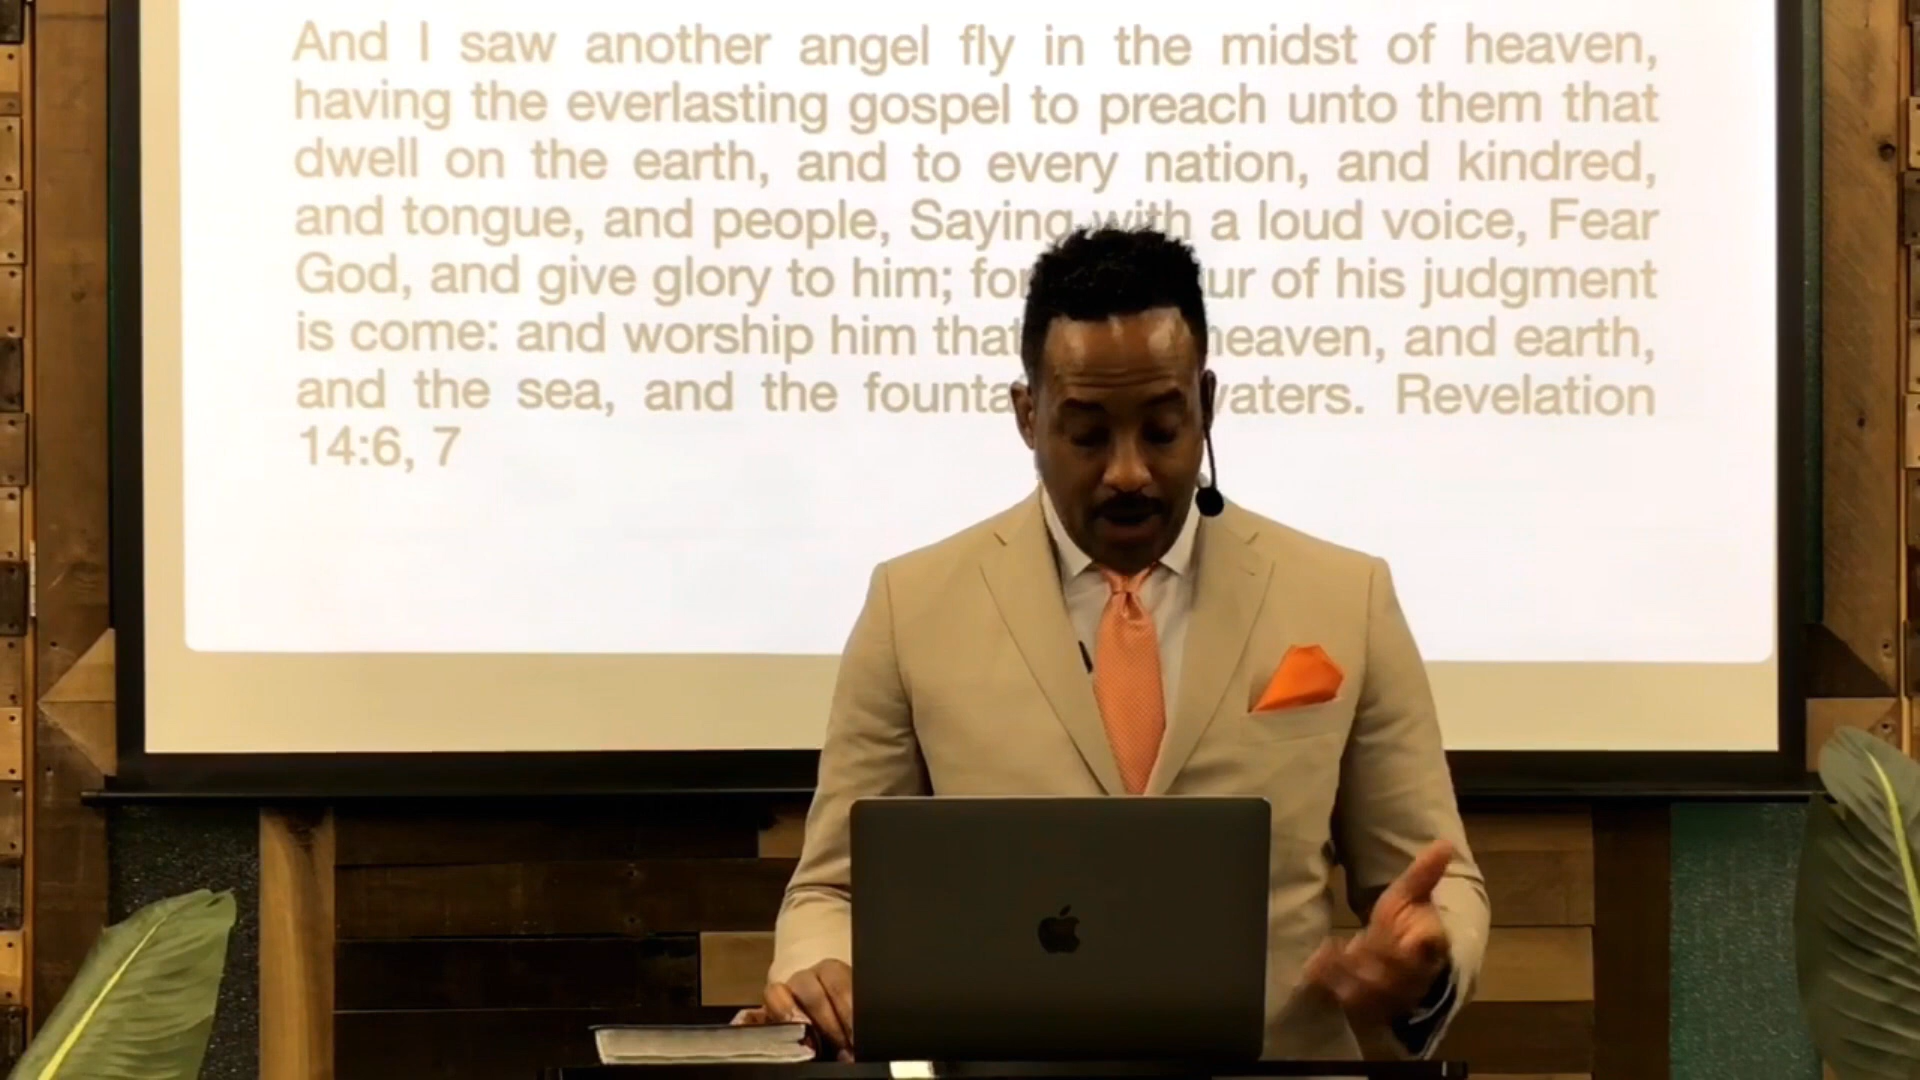 And I saw another angel fly in the midst of heaven,
having the everlasting gospel to preach unto them that
dwell on the earth, and to every nation, and kindred,
and tongue, and people, Saying with a loud voice, Fear
God, and give glory to him; for of his judgment
is come: and worship him that heaven, and earth,
and the sea, and the Revelation
14:6, 7